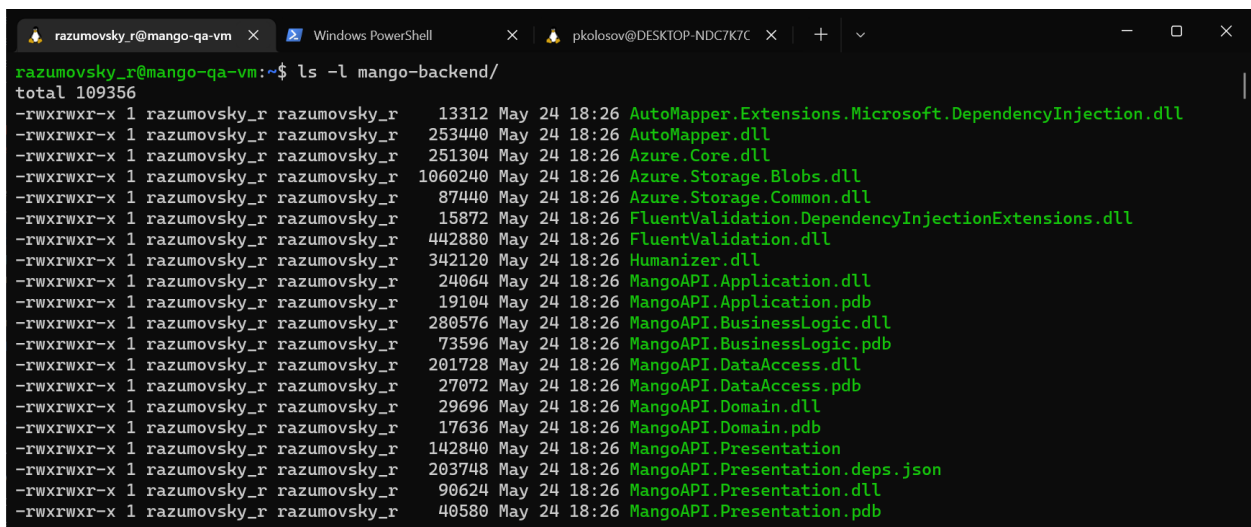 razumovsky_r@mango-qa-vm Windows PowerShell pkolosov@DESKTOP-NDC7K7C
razumovsky_r@mango-qa-vm:~$ ls -l mango-backend/
total 109356
-rwxrwxr-x 1 razumovsky_r razumovsky_r 13312 May 24 18:26 AutoMapper.Extensions.Microsoft.DependencyInjection.dll
-rwxrwxr-x 1 razumovsky_r razumovsky_r 253440 May 24 18:26 AutoMapper.dll
-rwxrwxr-x 1 razumovsky_r razumovsky_r 251304 May 24 18:26 Azure.Core.dll
-rwxrwxr-x 1 razumovsky_r razumovsky_r 1060240 May 24 18:26 Azure.Storage.Blobs.dll
-rwxrwxr-x 1 razumovsky_r razumovsky_r 87440 May 24 18:26 Azure.Storage.Common.dll
-rwxrwxr-x 1 razumovsky_r razumovsky_r 15872 May 24 18:26 FluentValidation.DependencyInjectionExtensions.dll
-rwxrwxr-x 1 razumovsky_r razumovsky_r 442880 May 24 18:26 FluentValidation.dll
-rwxrwxr-x 1 razumovsky_r razumovsky_r 342120 May 24 18:26 Humanizer.dll
-rwxrwxr-x 1 razumovsky_r razumovsky_r 24064 May 24 18:26 MangoAPI.Application.dll
-rwxrwxr-x 1 razumovsky_r razumovsky_r 19104 May 24 18:26 MangoAPI.Application.pdb
-rwxrwxr-x 1 razumovsky_r razumovsky_r 280576 May 24 18:26 MangoAPI.BusinessLogic.dll
-rwxrwxr-x 1 razumovsky_r razumovsky_r 73596 May 24 18:26 MangoAPI.BusinessLogic.pdb
-rwxrwxr-x 1 razumovsky_r razumovsky_r 201728 May 24 18:26 MangoAPI.DataAccess.dll
-rwxrwxr-x 1 razumovsky_r razumovsky_r 27072 May 24 18:26 MangoAPI.DataAccess.pdb
-rwxrwxr-x 1 razumovsky_r razumovsky_r 29696 May 24 18:26 MangoAPI.Domain.dll
-rwxrwxr-x 1 razumovsky_r razumovsky_r 17636 May 24 18:26 MangoAPI.Domain.pdb
-rwxrwxr-x 1 razumovsky_r razumovsky_r 142840 May 24 18:26 MangoAPI.Presentation
-rwxrwxr-x 1 razumovsky_r razumovsky_r 203748 May 24 18:26 MangoAPI.Presentation.deps.json
-rwxrwxr-x 1 razumovsky_r razumovsky_r 90624 May 24 18:26 MangoAPI.Presentation.dll
-rwxrwxr-x 1 razumovsky_r razumovsky_r 40580 May 24 18:26 MangoAPI.Presentation.pdb